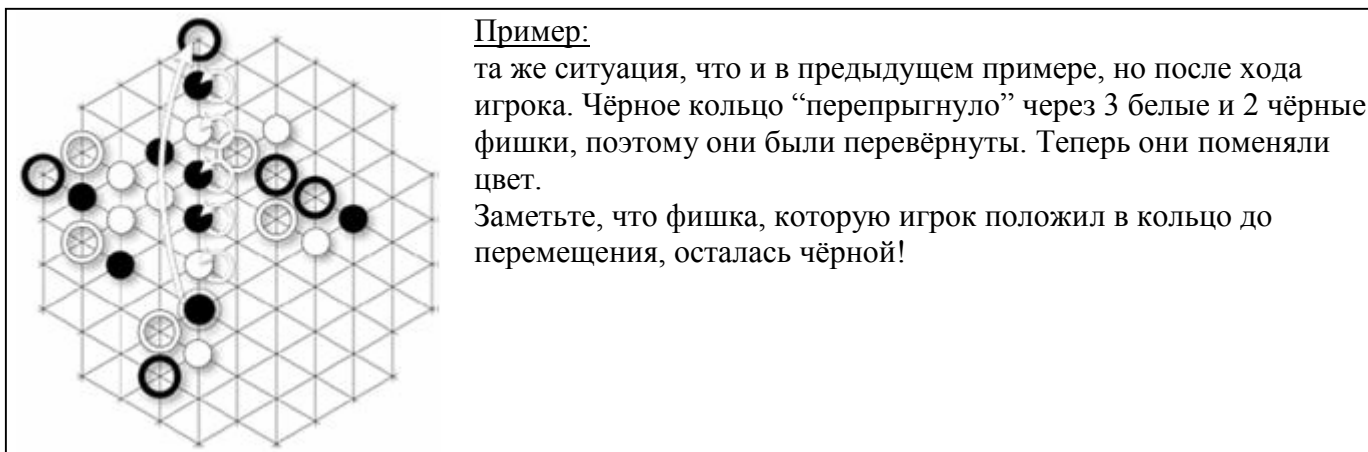 Пример:
та же ситуация, что и в предыдущем примере, но после хода
игрока. Чёрное кольцо “перепрыгнуло” через 3 белые и 2 чёрные
фишки, поэтому они были перевёрнуты. Теперь они поменяли
цвет.
Заметьте, что фишка, которую игрок положил в кольцо до
перемещения, осталась чёрной!